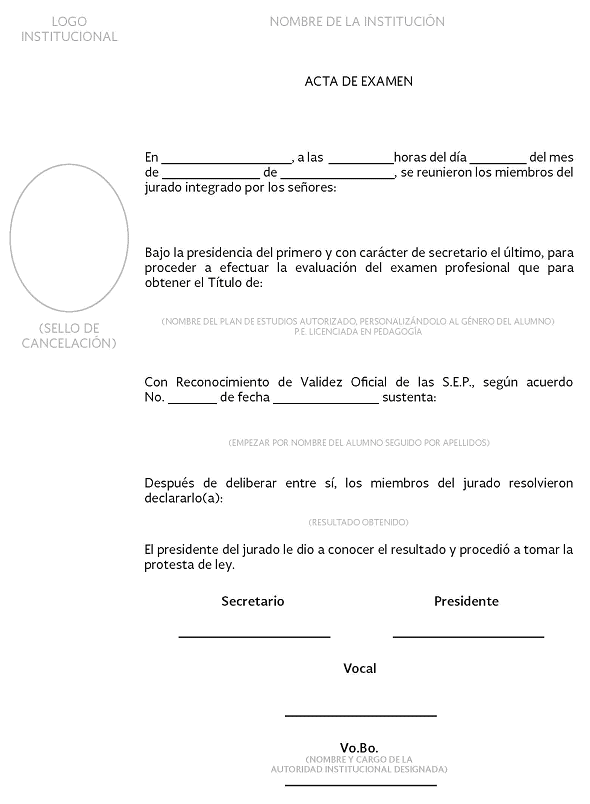 LOGO
INSTITUCIONAL
NOMBRE DE LA INSTITUCIÓN
ACTA DE EXAMEN
En ____________________, a las __________horas del día ________ del mes
de _______________ de _________________, se reunieron los miembros del
jurado integrado por los señores:
Bajo la presidencia del primero y con carácter de secretario el último, para
proceder a efectuar la evaluación del examen profesional que para
obtener el Título de:
(SELLO DE
CANCELACIÓN)
(NOMBRE DEL PLAN DE ESTUDIOS AUTORIZADO, PERSONALIZÁNDOLO AL GÉNERO DEL ALUMNO)
P.E. LICENCIADA EN PEDAGOGÍA
Con Reconocimiento de Validez Oficial de las S.E.P., según acuerdo
No. _______ de fecha ________________ sustenta:
(EMPEZAR POR NOMBRE DEL ALUMNO SEGUIDO POR APELLIDOS)
Después de deliberar entre sí, los miembros del jurado resolvieron
declararlo(a):
(RESULTADO OBTENIDO)
El presidente del jurado le dio a conocer el resultado y procedió a tomar la
protesta de ley.
Secretario Presidente
Vocal
Vo.Bo.
(NOMBRE Y CARGO DE LA
AUTORIDAD INSTITUCIONAL DESIGNADA)